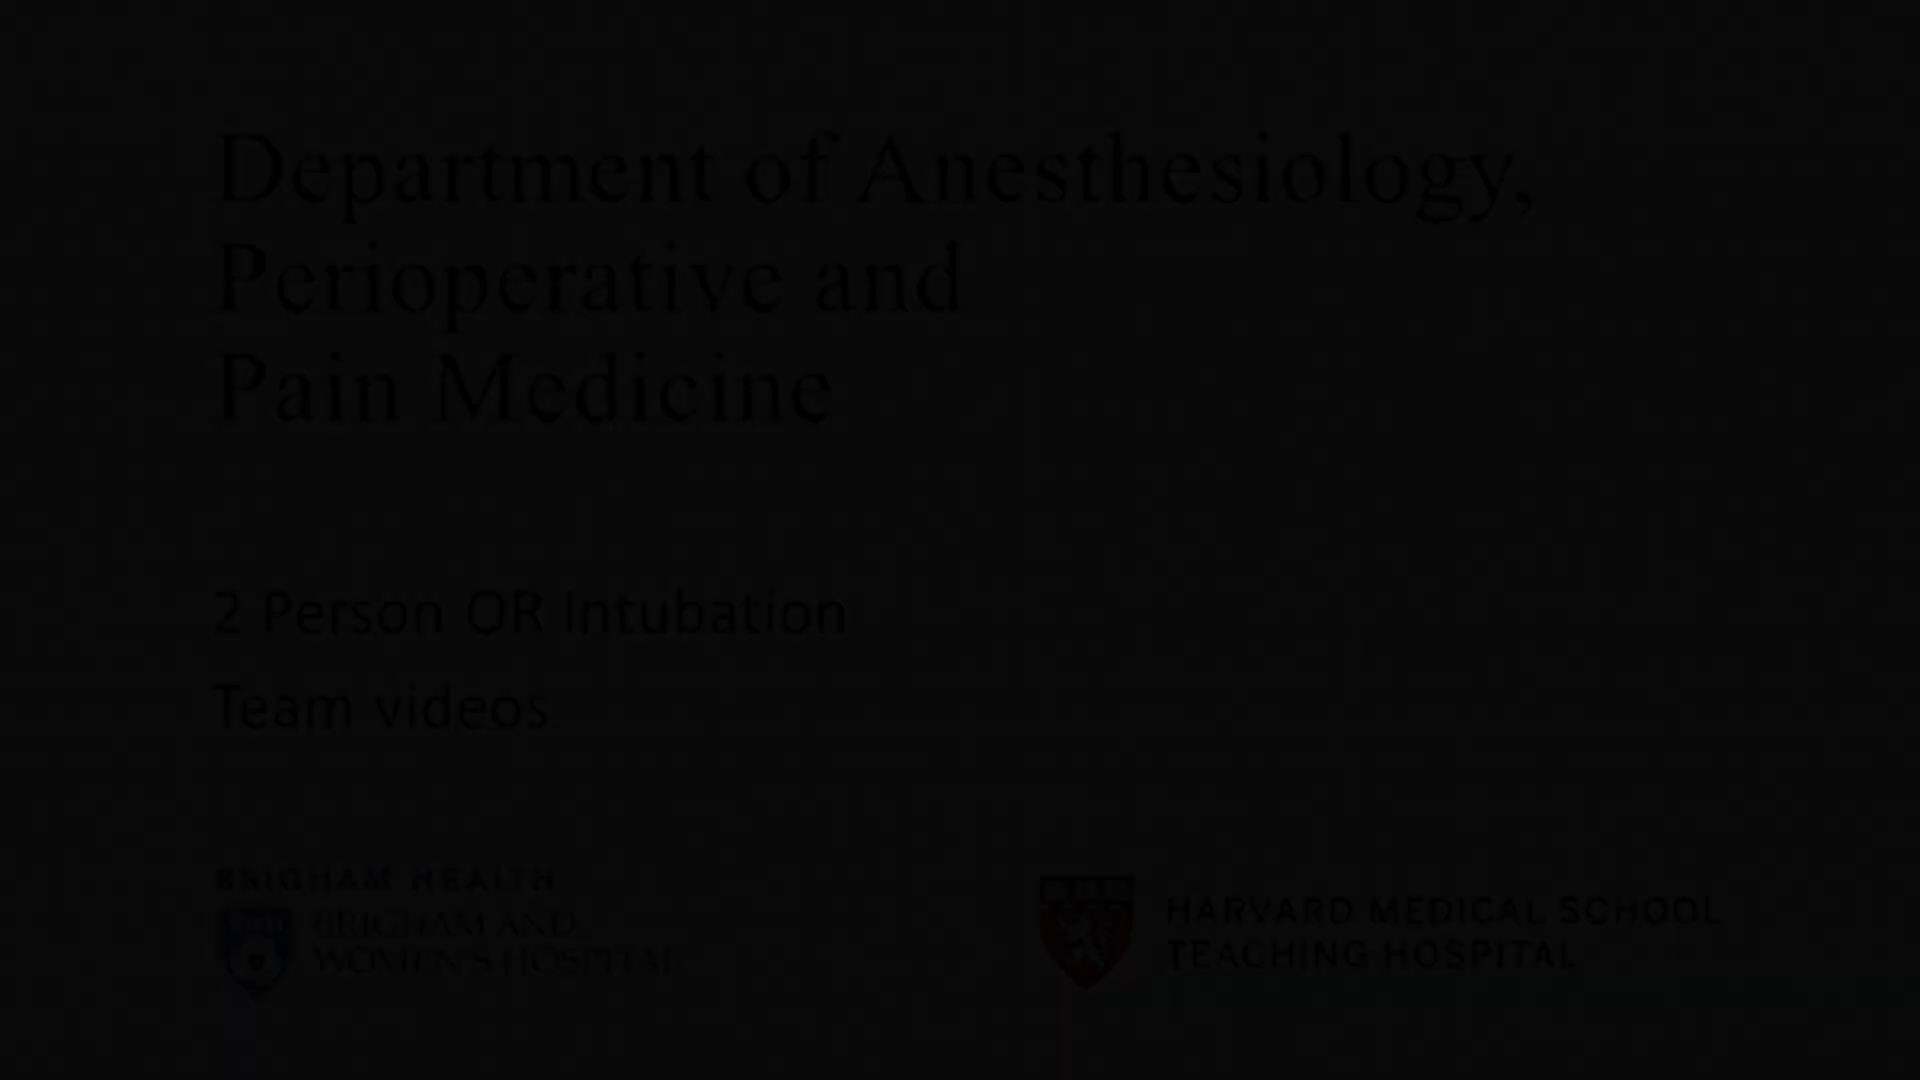 Department of Anesthesiology,
Perioperative and
Pain Medicine
2 Person OR Intubation
Team videos
BRIGHAM HEALTH
BRIGHAM AND
WOMEN'S HOSPITAL
HARVARD MEDICAL SCHOOL
TEACHING HOSPITAL